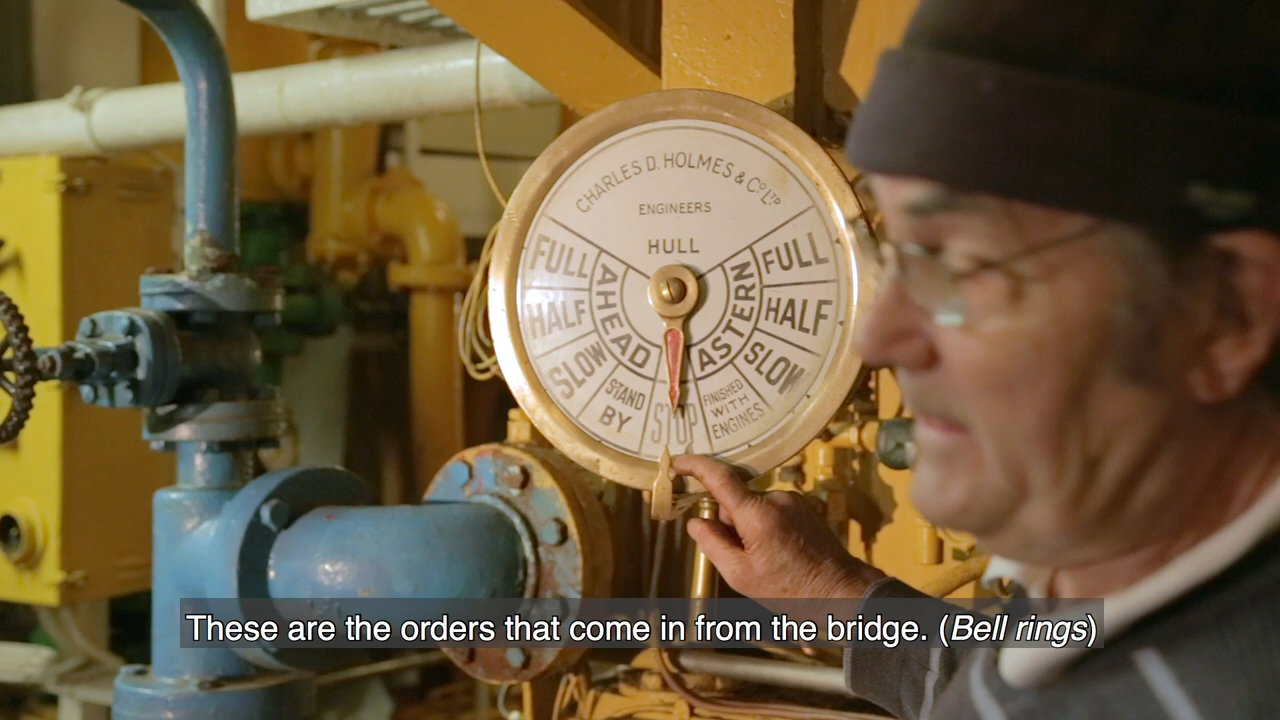 CHARLES D. HOLMES & Cº Lᵀᴰ
ENGINEERS
HULL
FULL
HALF
SLOW
AHEAD
STAND
BY
STOP
FINISHED
WITH
ENGINES
ASTERN
SLOW
HALF
FULL
These are the orders that come in from the bridge. (Bell rings)